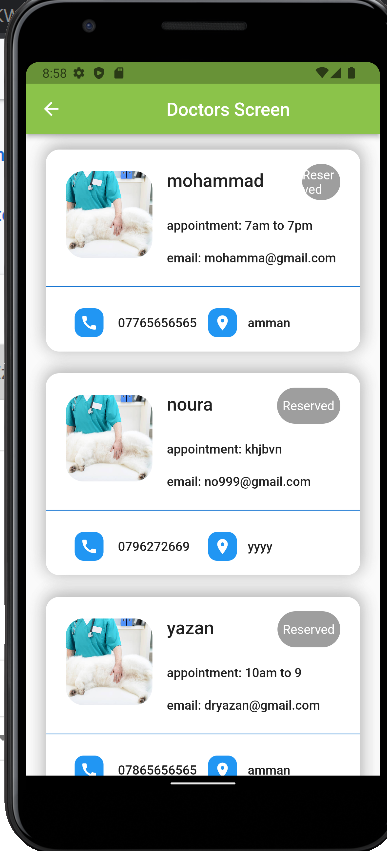 8:58
Doctors Screen
mohammad
Reser
ved
appointment: 7am to 7pm
email: mohamma@gmail.com
07765656565 amman
noura Reserved
appointment: khjbvn
email: no999@gmail.com
0796272669 yyyy
yazan Reserved
appointment: 10am to 9
email: dryazan@gmail.com
07865656565 amman